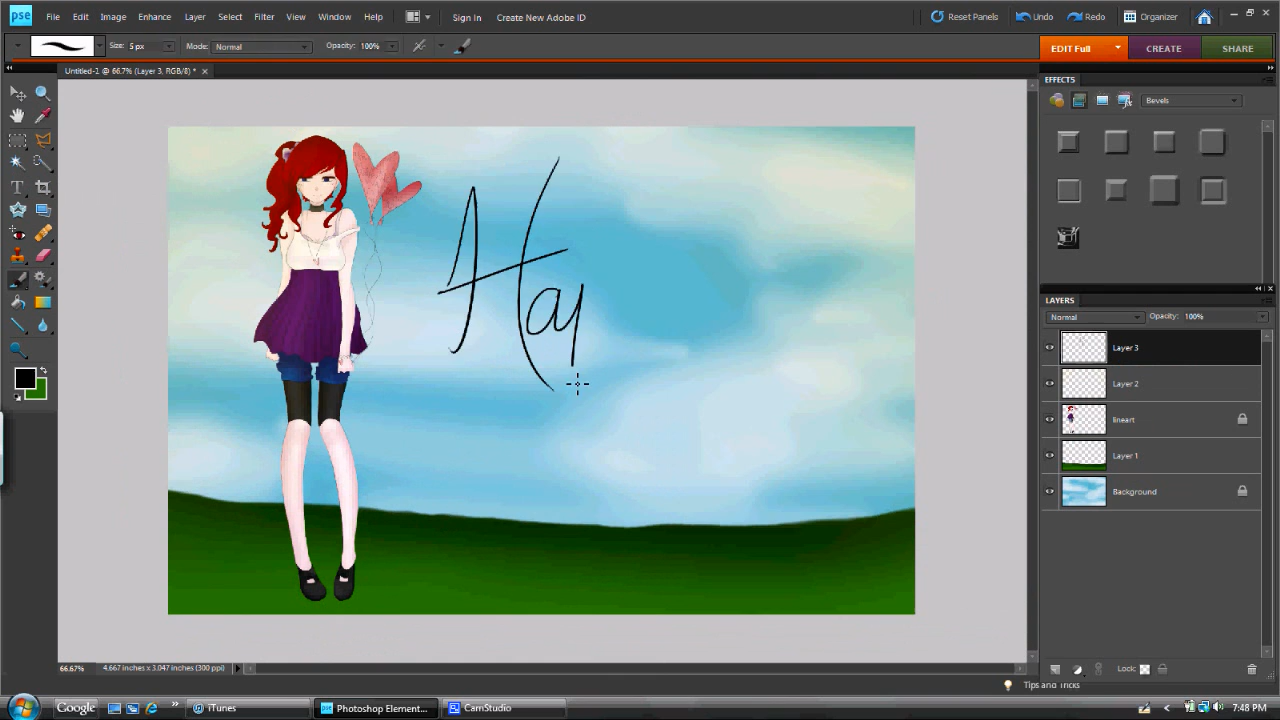 pse File Edit Image Enhance Layer Select Filter View Window Help Sign In Create New Adobe ID Reset Panels Undo Redo Organizer
Size: 5 px Mode: Normal Opacity: 100% EDIT Full CREATE SHARE
Untitled-1 @ 66.7% (Layer 3, RGB/8) *
EFFECTS
Bevels
Hap
LAYERS
Normal Opacity: 100%
Layer 3
Layer 2
lineart
Layer 1
Background
Lock:
66.67% 4.667 inches x 3.047 inches (300 ppi)
Tips and Tricks
Google iTunes pse Photoshop Element... CamStudio 7:48 PM